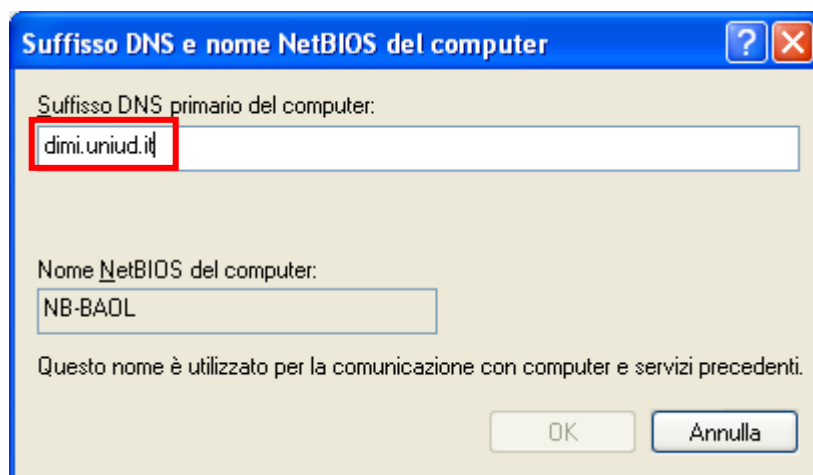 Suffisso DNS e nome NetBIOS del computer
Suffisso DNS primario del computer:
dimi.uniud.it
Nome NetBIOS del computer:
NB-BAOL
Questo nome è utilizzato per la comunicazione con computer e servizi precedenti.
OK Annulla